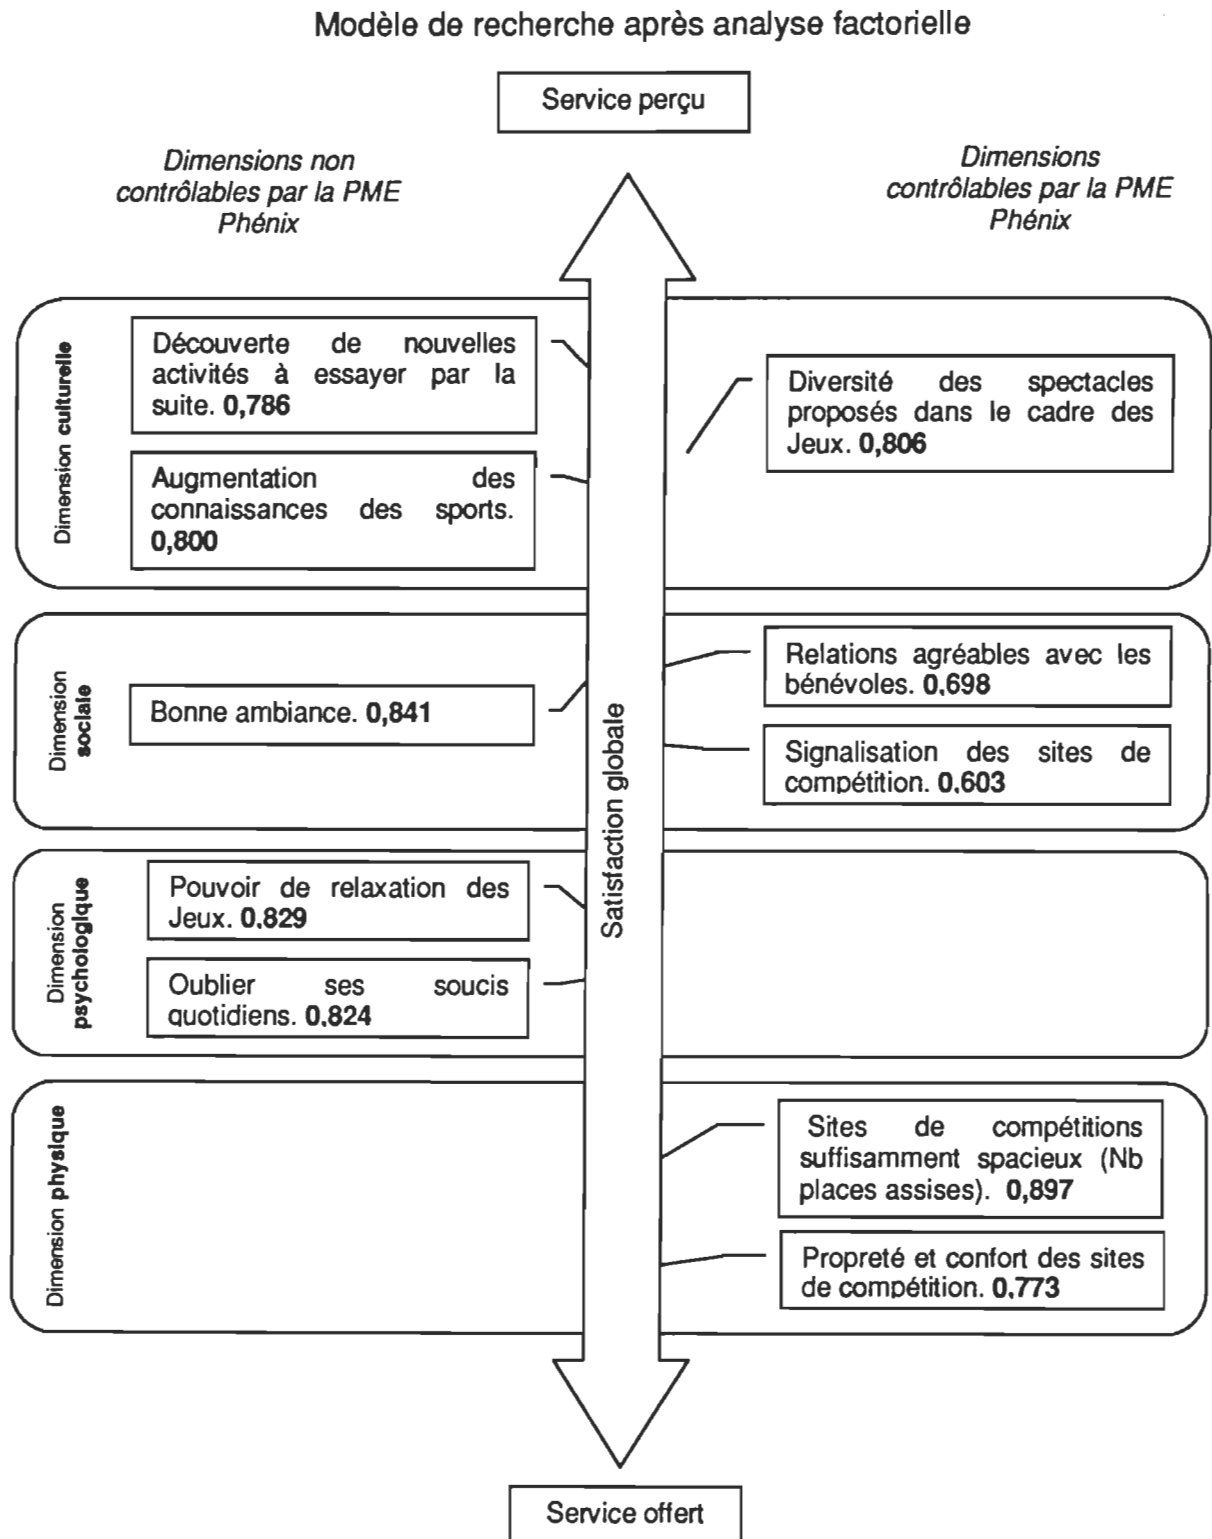 Modèle de recherche après analyse factorielle
Service perçu
Dimensions non
contrôlables par la PME
Phénix
Dimensions
contrôlables par la PME
Phénix
Dimension culturelle
Découverte de nouvelles
activités à essayer par la
suite. 0,786
Augmentation des
connaissances des sports.
0,800
Diversité des spectacles
proposés dans le cadre des
Jeux. 0,806
Dimension
sociale
Bonne ambiance. 0,841
Relations agréables avec les
bénévoles. 0,698
Signalisation des sites de
compétition. 0,603
Satisfaction globale
Dimension
psychologique
Pouvoir de relaxation des
Jeux. 0,829
Oublier ses soucis
quotidiens. 0,824
Dimension physique
Sites de compétitions
suffisamment spacieux (Nb
places assises). 0,897
Propreté et confort des sites
de compétition. 0,773
Service offert